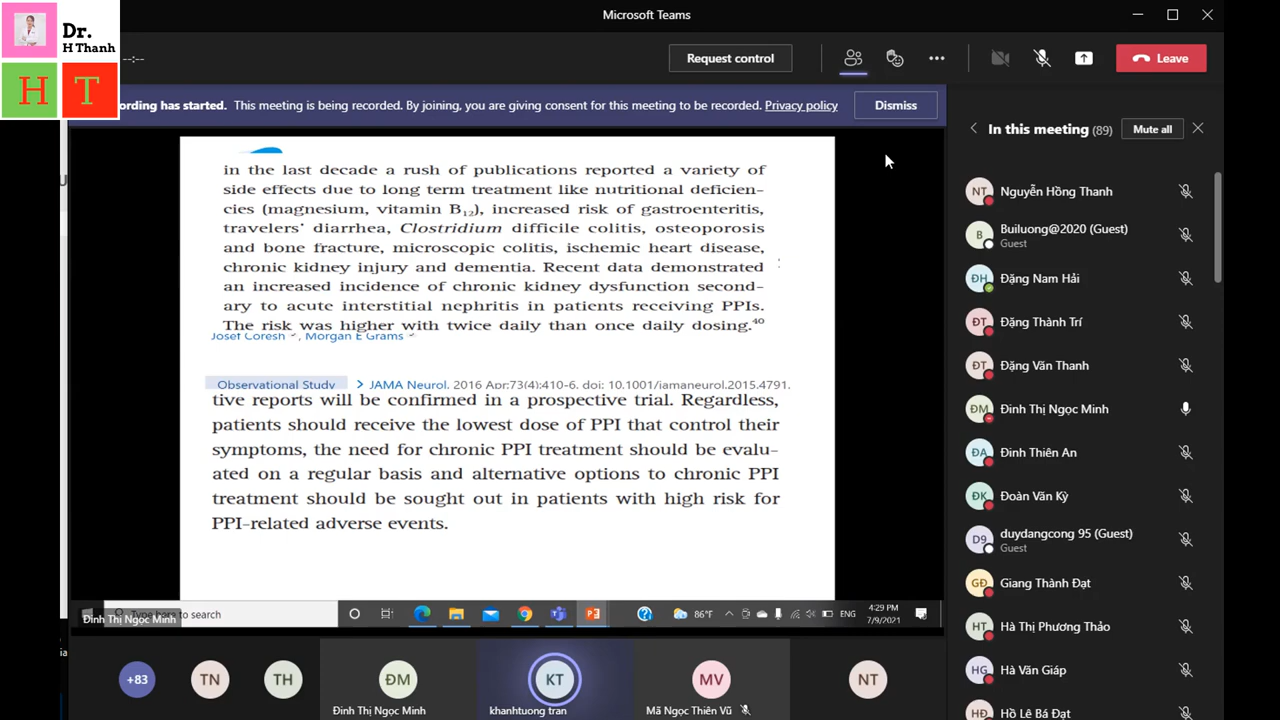 Dr.
H Thanh
H T
Microsoft Teams
--:--
Request control
Leave
ording has started. This meeting is being recorded. By joining, you are giving consent for this meeting to be recorded. Privacy policy
Dismiss
in the last decade a rush of publications reported a variety of
side effects due to long term treatment like nutritional deficien-
cies (magnesium, vitamin B12), increased risk of gastroenteritis,
travelers' diarrhea, Clostridium difficile colitis, osteoporosis
and bone fracture, microscopic colitis, ischemic heart disease,
chronic kidney injury and dementia. Recent data demonstrated
an increased incidence of chronic kidney dysfunction second-
ary to acute interstitial nephritis in patients receiving PPIs.
The risk was higher with twice daily than once daily dosing.40
Josef Coresh, Morgan E Grams
Observational Study > JAMA Neurol. 2016 Apr;73(4):410-6. doi: 10.1001/jamaneurol.2015.4791.
tive reports will be confirmed in a prospective trial. Regardless,
patients should receive the lowest dose of PPI that control their
symptoms, the need for chronic PPI treatment should be evalu-
ated on a regular basis and alternative options to chronic PPI
treatment should be sought out in patients with high risk for
PPI-related adverse events.
Type here to search
86°F
ENG
4:29 PM
7/9/2021
Đinh Thị Ngọc Minh
+83
TN
TH
ĐM
Đinh Thị Ngọc Minh
KT
khanhtuong tran
MV
Mã Ngọc Thiên Vũ
NT
In this meeting (89)
Mute all
NT Nguyễn Hồng Thanh
B Builuong@2020 (Guest)
Guest
ĐH Đặng Nam Hải
ĐT Đặng Thành Trí
ĐT Đặng Văn Thanh
ĐM Đinh Thị Ngọc Minh
ĐA Đinh Thiên An
ĐK Đoàn Văn Kỳ
D9 duydangcong 95 (Guest)
Guest
GĐ Giang Thành Đạt
HT Hà Thị Phương Thảo
HG Hà Văn Giáp
Hồ Lê Bá Đạt